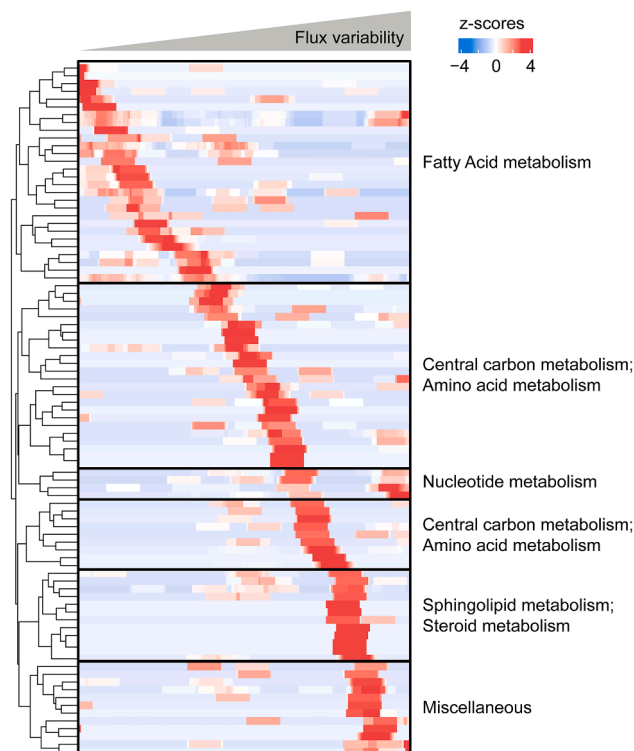 Flux variability
z-scores
−4 0 4
Fatty Acid metabolism
Central carbon metabolism;
Amino acid metabolism
Nucleotide metabolism
Central carbon metabolism;
Amino acid metabolism
Sphingolipid metabolism;
Steroid metabolism
Miscellaneous